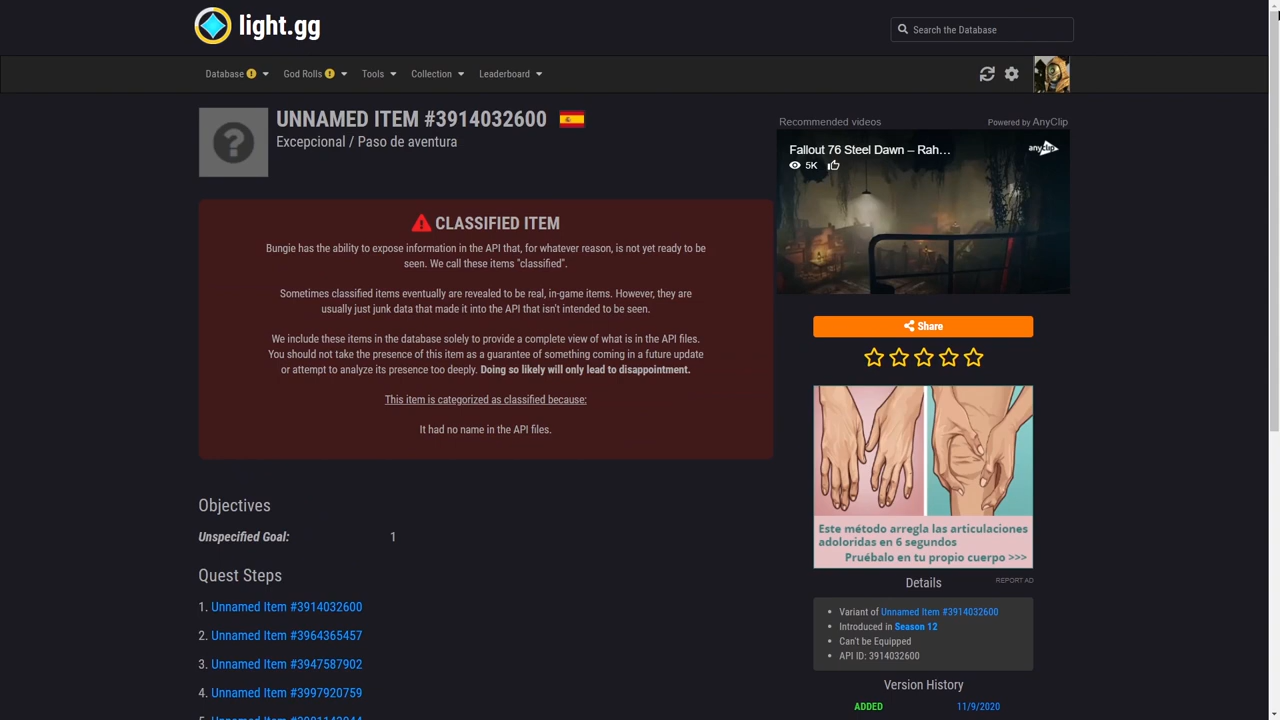 light.gg
Search the Database
Database
God Rolls
Tools
Collection
Leaderboard
UNNAMED ITEM #3914032600
Excepcional / Paso de aventura
CLASSIFIED ITEM
Bungie has the ability to expose information in the API that, for whatever reason, is not yet ready to be
seen. We call these items "classified".
Sometimes classified items eventually are revealed to be real, in-game items. However, they are
usually just junk data that made it into the API that isn't intended to be seen.
We include these items in the database solely to provide a complete view of what is in the API files.
You should not take the presence of this item as a guarantee of something coming in a future update
or attempt to analyze its presence too deeply. Doing so likely will only lead to disappointment.
This item is categorized as classified because:
It had no name in the API files.
Objectives
Unspecified Goal: 1
Quest Steps
1. Unnamed Item #3914032600
2. Unnamed Item #3964365457
3. Unnamed Item #3947587902
4. Unnamed Item #3997920759
Recommended videos
Powered by AnyClip
Fallout 76 Steel Dawn – Rah...
anyclip
5K
Share
Este método arregla las articulaciones
adoloridas en 6 segundos
Pruébalo en tu propio cuerpo >>>
Details
REPORT AD
Variant of Unnamed Item #3914032600
Introduced in Season 12
Can't be Equipped
API ID: 3914032600
Version History
ADDED 11/9/2020